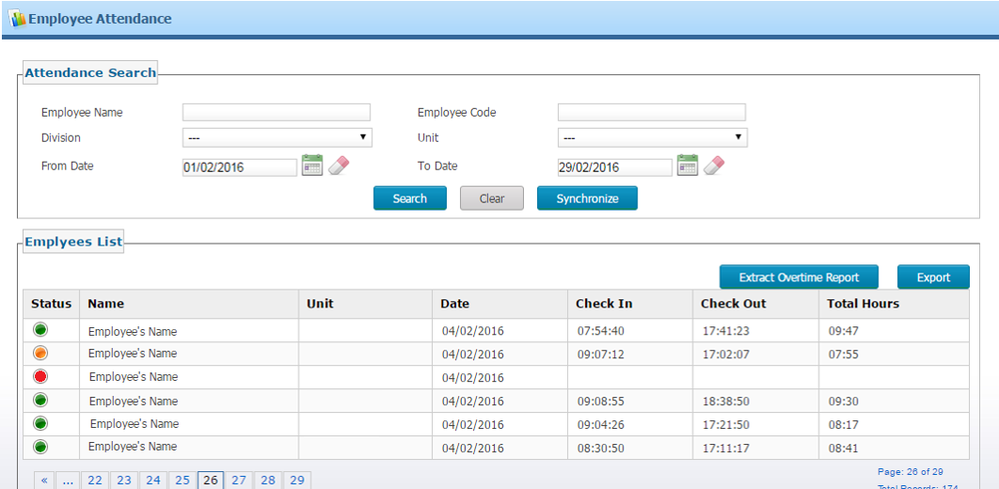 Employee Attendance
Attendance Search
Employee Name Employee Code
Division --- Unit ---
From Date 01/02/2016 To Date 29/02/2016
Search Clear Synchronize
Emplyees List
Extract Overtime Report Export
Status Name Unit Date Check In Check Out Total Hours
Employee's Name 04/02/2016 07:54:40 17:41:23 09:47
Employee's Name 04/02/2016 09:07:12 17:02:07 07:55
Employee's Name 04/02/2016
Employee's Name 04/02/2016 09:08:55 18:38:50 09:30
Employee's Name 04/02/2016 09:04:26 17:21:50 08:17
Employee's Name 04/02/2016 08:30:50 17:11:17 08:41
« ... 22 23 24 25 26 27 28 29 Page: 26 of 29
Total Records: 174